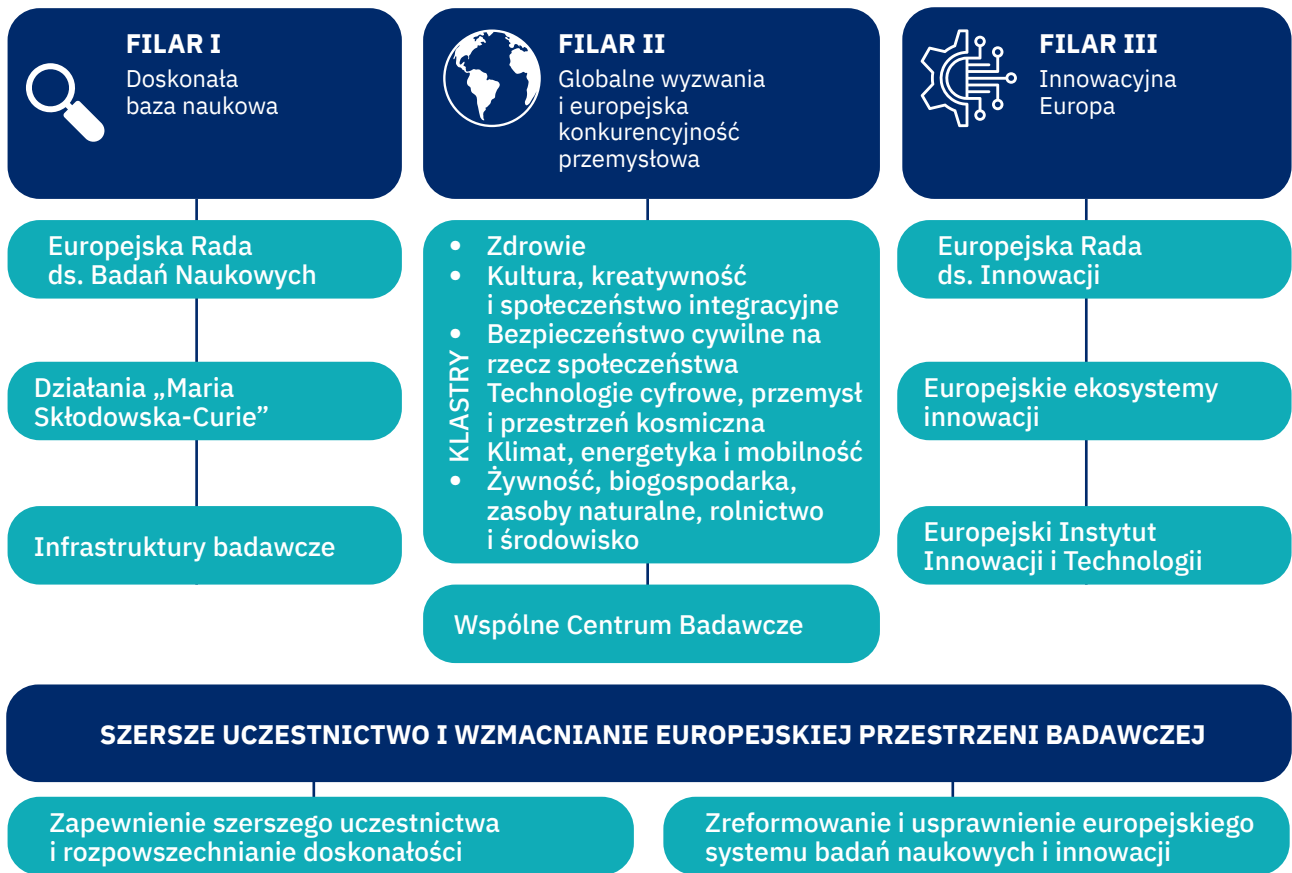 FILAR I
Doskonała
baza naukowa
Europejska Rada
ds. Badań Naukowych
Działania „Maria
Skłodowska-Curie”
Infrastruktury badawcze
FILAR II
Globalne wyzwania
i europejska
konkurencyjność
przemysłowa
KLASTRY
• Zdrowie
• Kultura, kreatywność
i społeczeństwo integracyjne
• Bezpieczeństwo cywilne na
rzecz społeczeństwa
Technologie cyfrowe, przemysł
i przestrzeń kosmiczna
Klimat, energetyka i mobilność
• Żywność, biogospodarka,
zasoby naturalne, rolnictwo
i środowisko
Wspólne Centrum Badawcze
FILAR III
Innowacyjna
Europa
Europejska Rada
ds. Innowacji
Europejskie ekosystemy
innowacji
Europejski Instytut
Innowacji i Technologii
SZERSZE UCZESTNICTWO I WZMACNIANIE EUROPEJSKIEJ PRZESTRZENI BADAWCZEJ
Zapewnienie szerszego uczestnictwa
i rozpowszechnianie doskonałości
Zreformowanie i usprawnienie europejskiego
systemu badań naukowych i innowacji